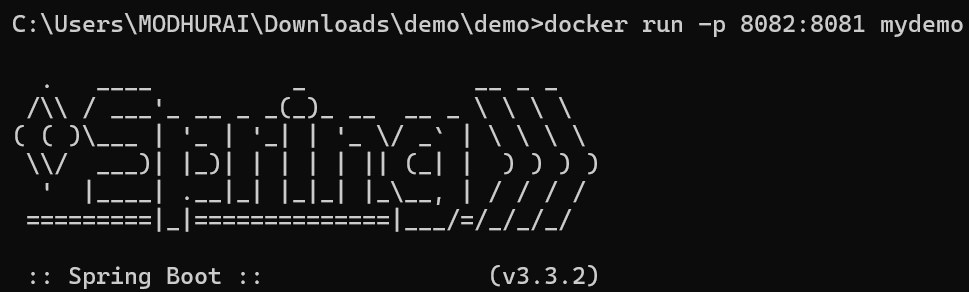 C:\Users\MODHURAI\Downloads\demo\demo>docker run -p 8082:8081 mydemo
  .   ____          _            __ _ _
 /\\ / ___'_ __ _ _(_)_ __  __ _ \ \ \ \
( ( )\___ | '_ | '_| | '_ \/ _` | \ \ \ \
 \\/  ___)| |_)| | | | | || (_| |  ) ) ) )
  '  |____| .__|_| |_|_| |_\__, | / / / /
 =========|_|==============|___/=/_/_/_/
 :: Spring Boot ::                (v3.3.2)